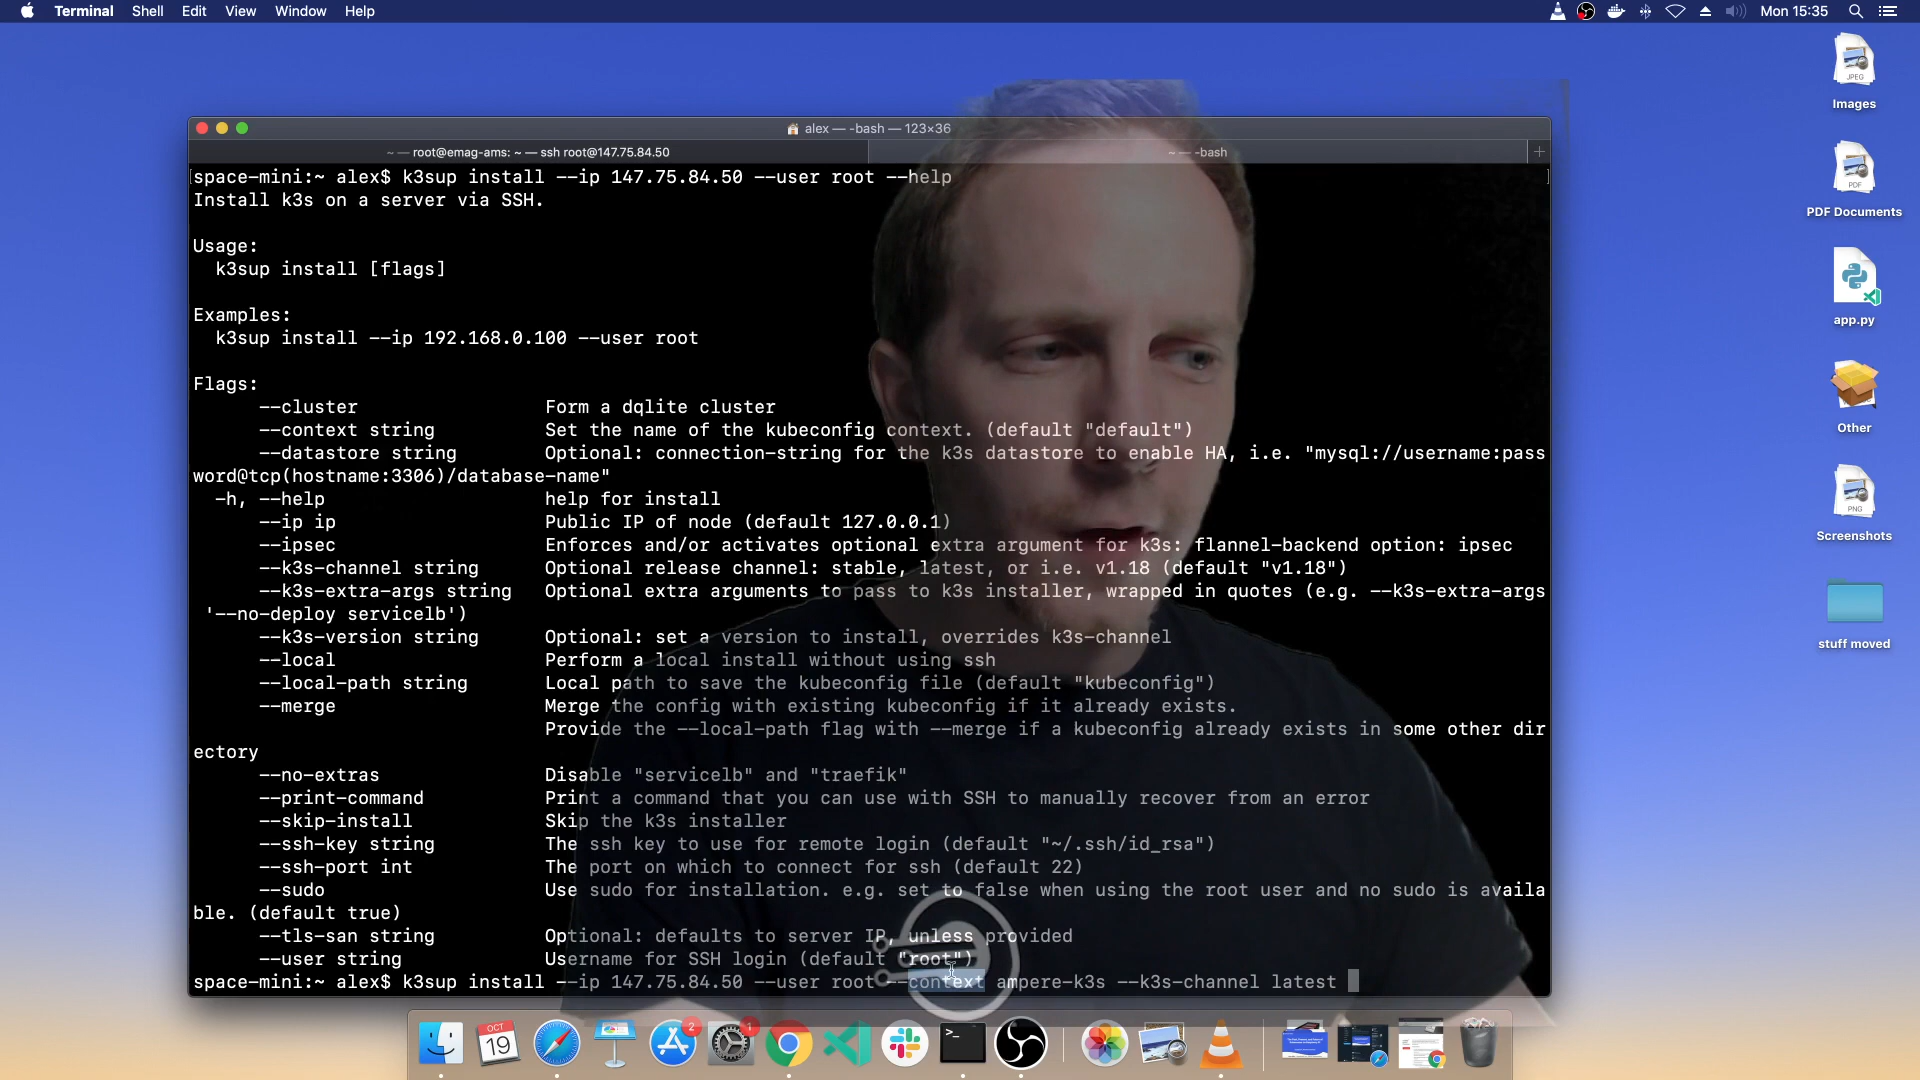 Terminal Shell Edit View Window Help Mon 15:35
alex — -bash — 123×36
~ — root@emag-ams: ~ — ssh root@147.75.84.50 ~ — -bash
space-mini:~ alex$ k3sup install --ip 147.75.84.50 --user root --help
Install k3s on a server via SSH.
Usage:
k3sup install [flags]
Examples:
k3sup install --ip 192.168.0.100 --user root
Flags:
--cluster Form a dqlite cluster
--context string Set the name of the kubeconfig context. (default "default")
--datastore string Optional: connection-string for the k3s datastore to enable HA, i.e. "mysql://username:pass
word@tcp(hostname:3306)/database-name"
-h, --help help for install
--ip ip Public IP of node (default 127.0.0.1)
--ipsec Enforces and/or activates optional extra argument for k3s: flannel-backend option: ipsec
--k3s-channel string Optional release channel: stable, latest, or i.e. v1.18 (default "v1.18")
--k3s-extra-args string Optional extra arguments to pass to k3s installer, wrapped in quotes (e.g. --k3s-extra-args
'--no-deploy servicelb')
--k3s-version string Optional: set a version to install, overrides k3s-channel
--local Perform a local install without using ssh
--local-path string Local path to save the kubeconfig file (default "kubeconfig")
--merge Merge the config with existing kubeconfig if it already exists.
Provide the --local-path flag with --merge if a kubeconfig already exists in some other dir
ectory
--no-extras Disable "servicelb" and "traefik"
--print-command Print a command that you can use with SSH to manually recover from an error
--skip-install Skip the k3s installer
--ssh-key string The ssh key to use for remote login (default "~/.ssh/id_rsa")
--ssh-port int The port on which to connect for ssh (default 22)
--sudo Use sudo for installation. e.g. set to false when using the root user and no sudo is availa
ble. (default true)
--tls-san string Optional: defaults to server IP, unless provided
--user string Username for SSH login (default "root")
space-mini:~ alex$ k3sup install --ip 147.75.84.50 --user root --context ampere-k3s --k3s-channel latest
JPEG
Images
PDF
PDF Documents
app.py
Other
PNG
Screenshots
stuff moved
OCT
19
2
1